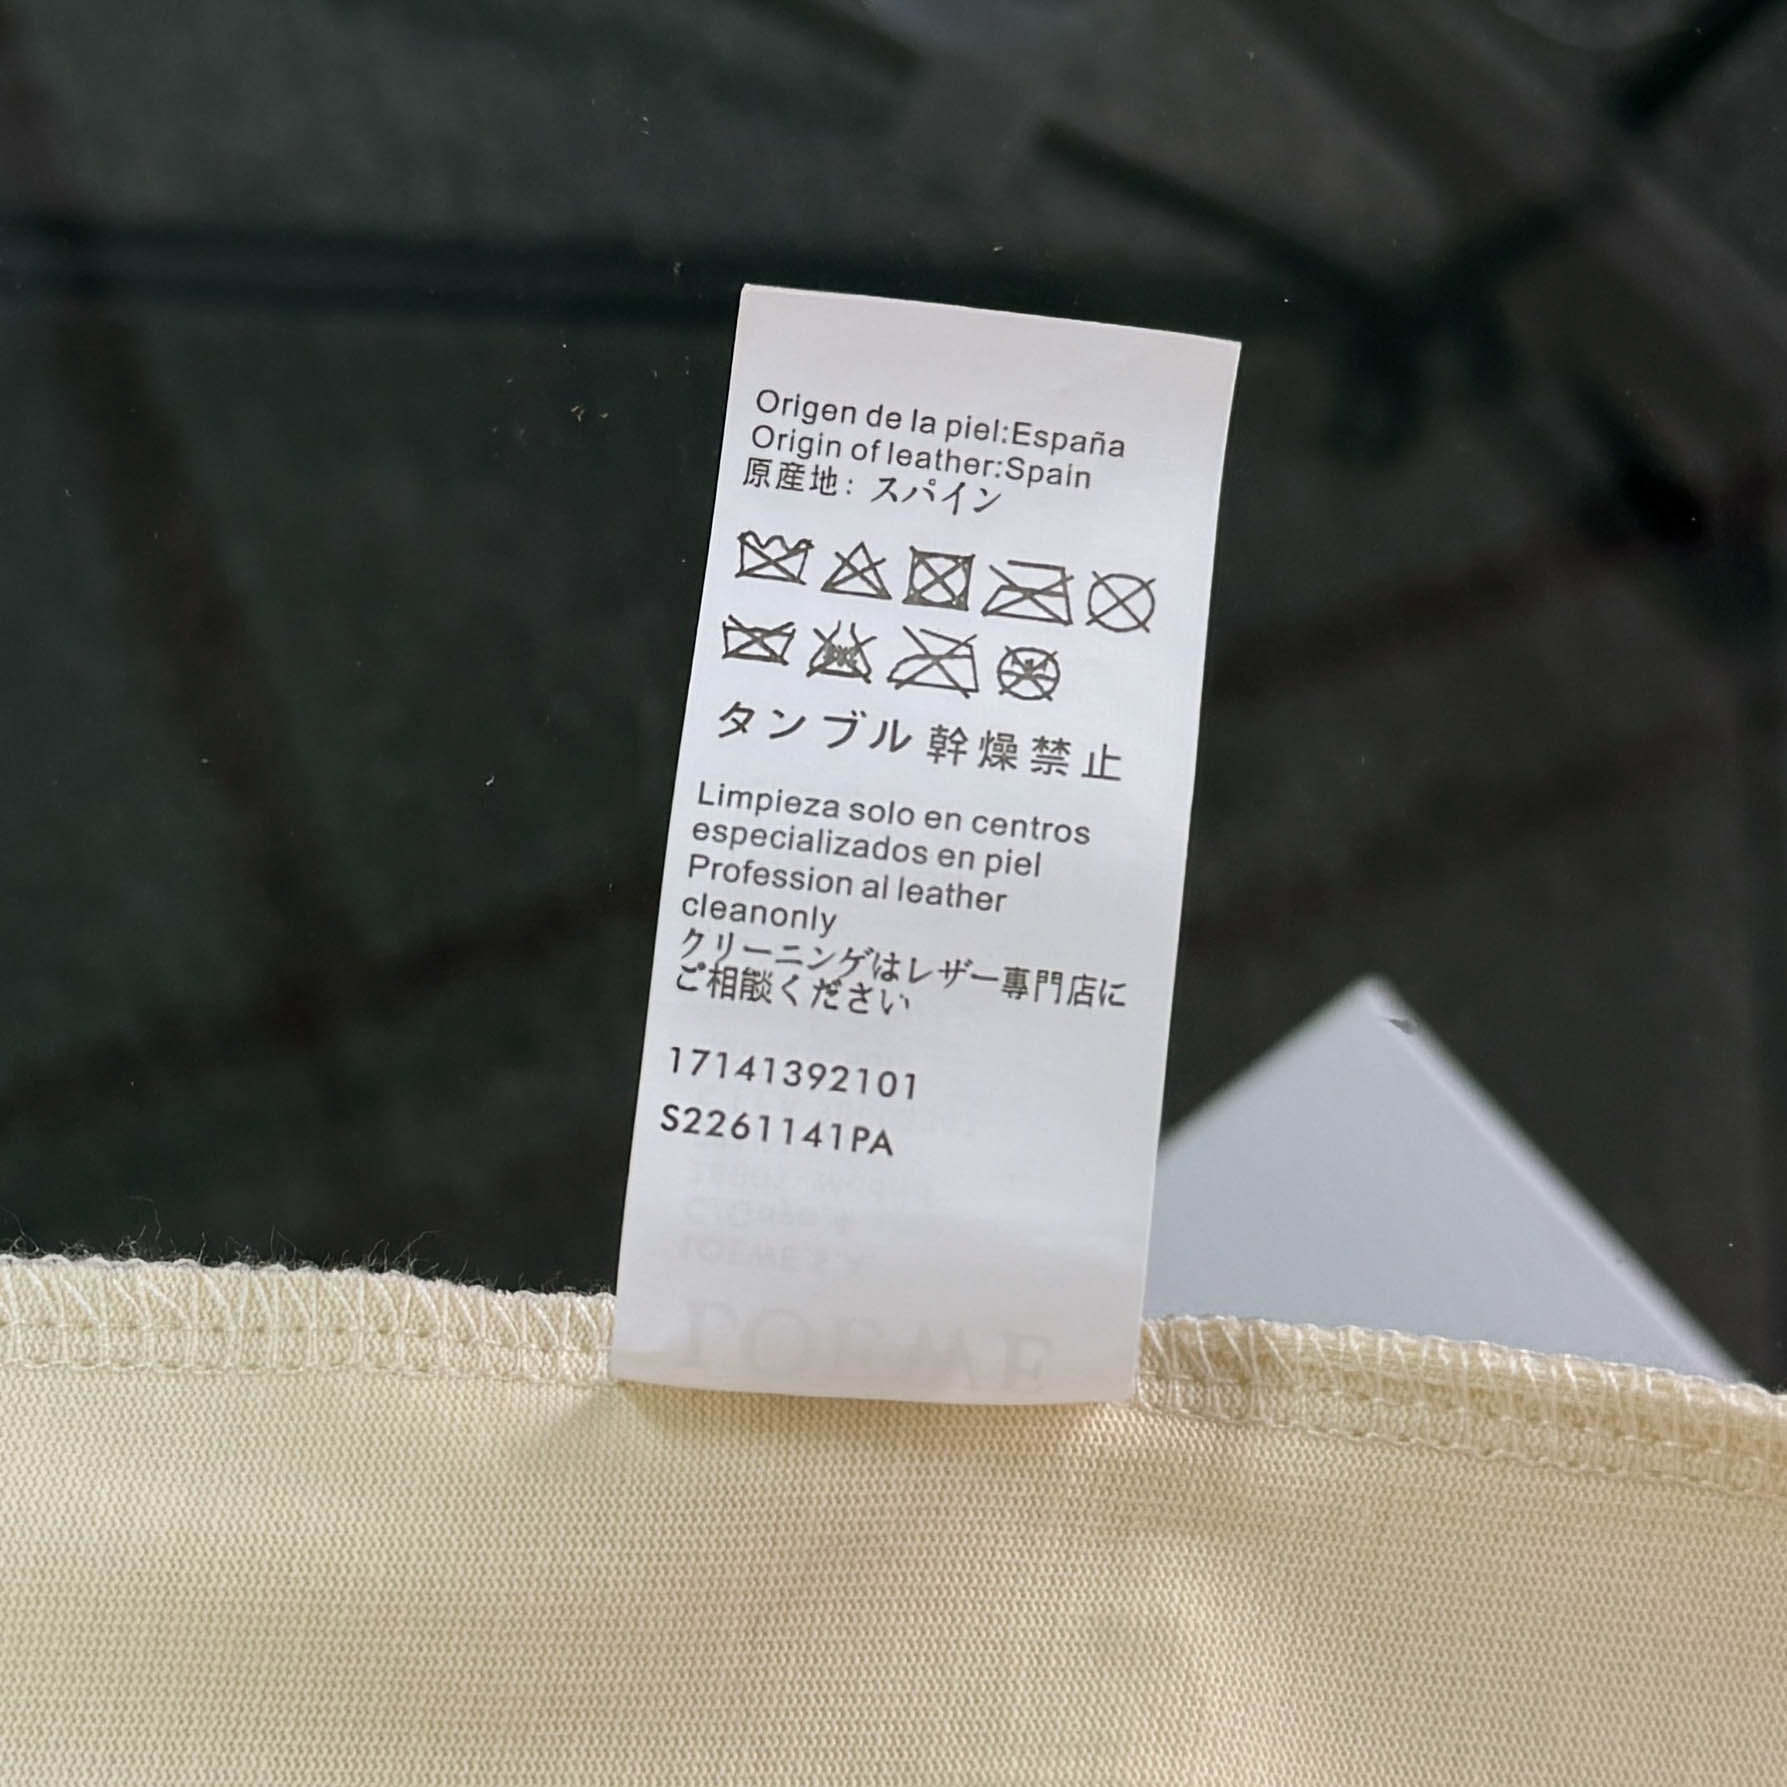 Origen de la piel:España
Origin of leather:Spain
原産地：スパイン
タンブル幹燥禁止
Limpieza solo en centros
especializados en piel
Profession al leather
cleanonly
クリーニングはレザー專門店に
ご相談ください
17141392101
S2261141PA
LOEWE